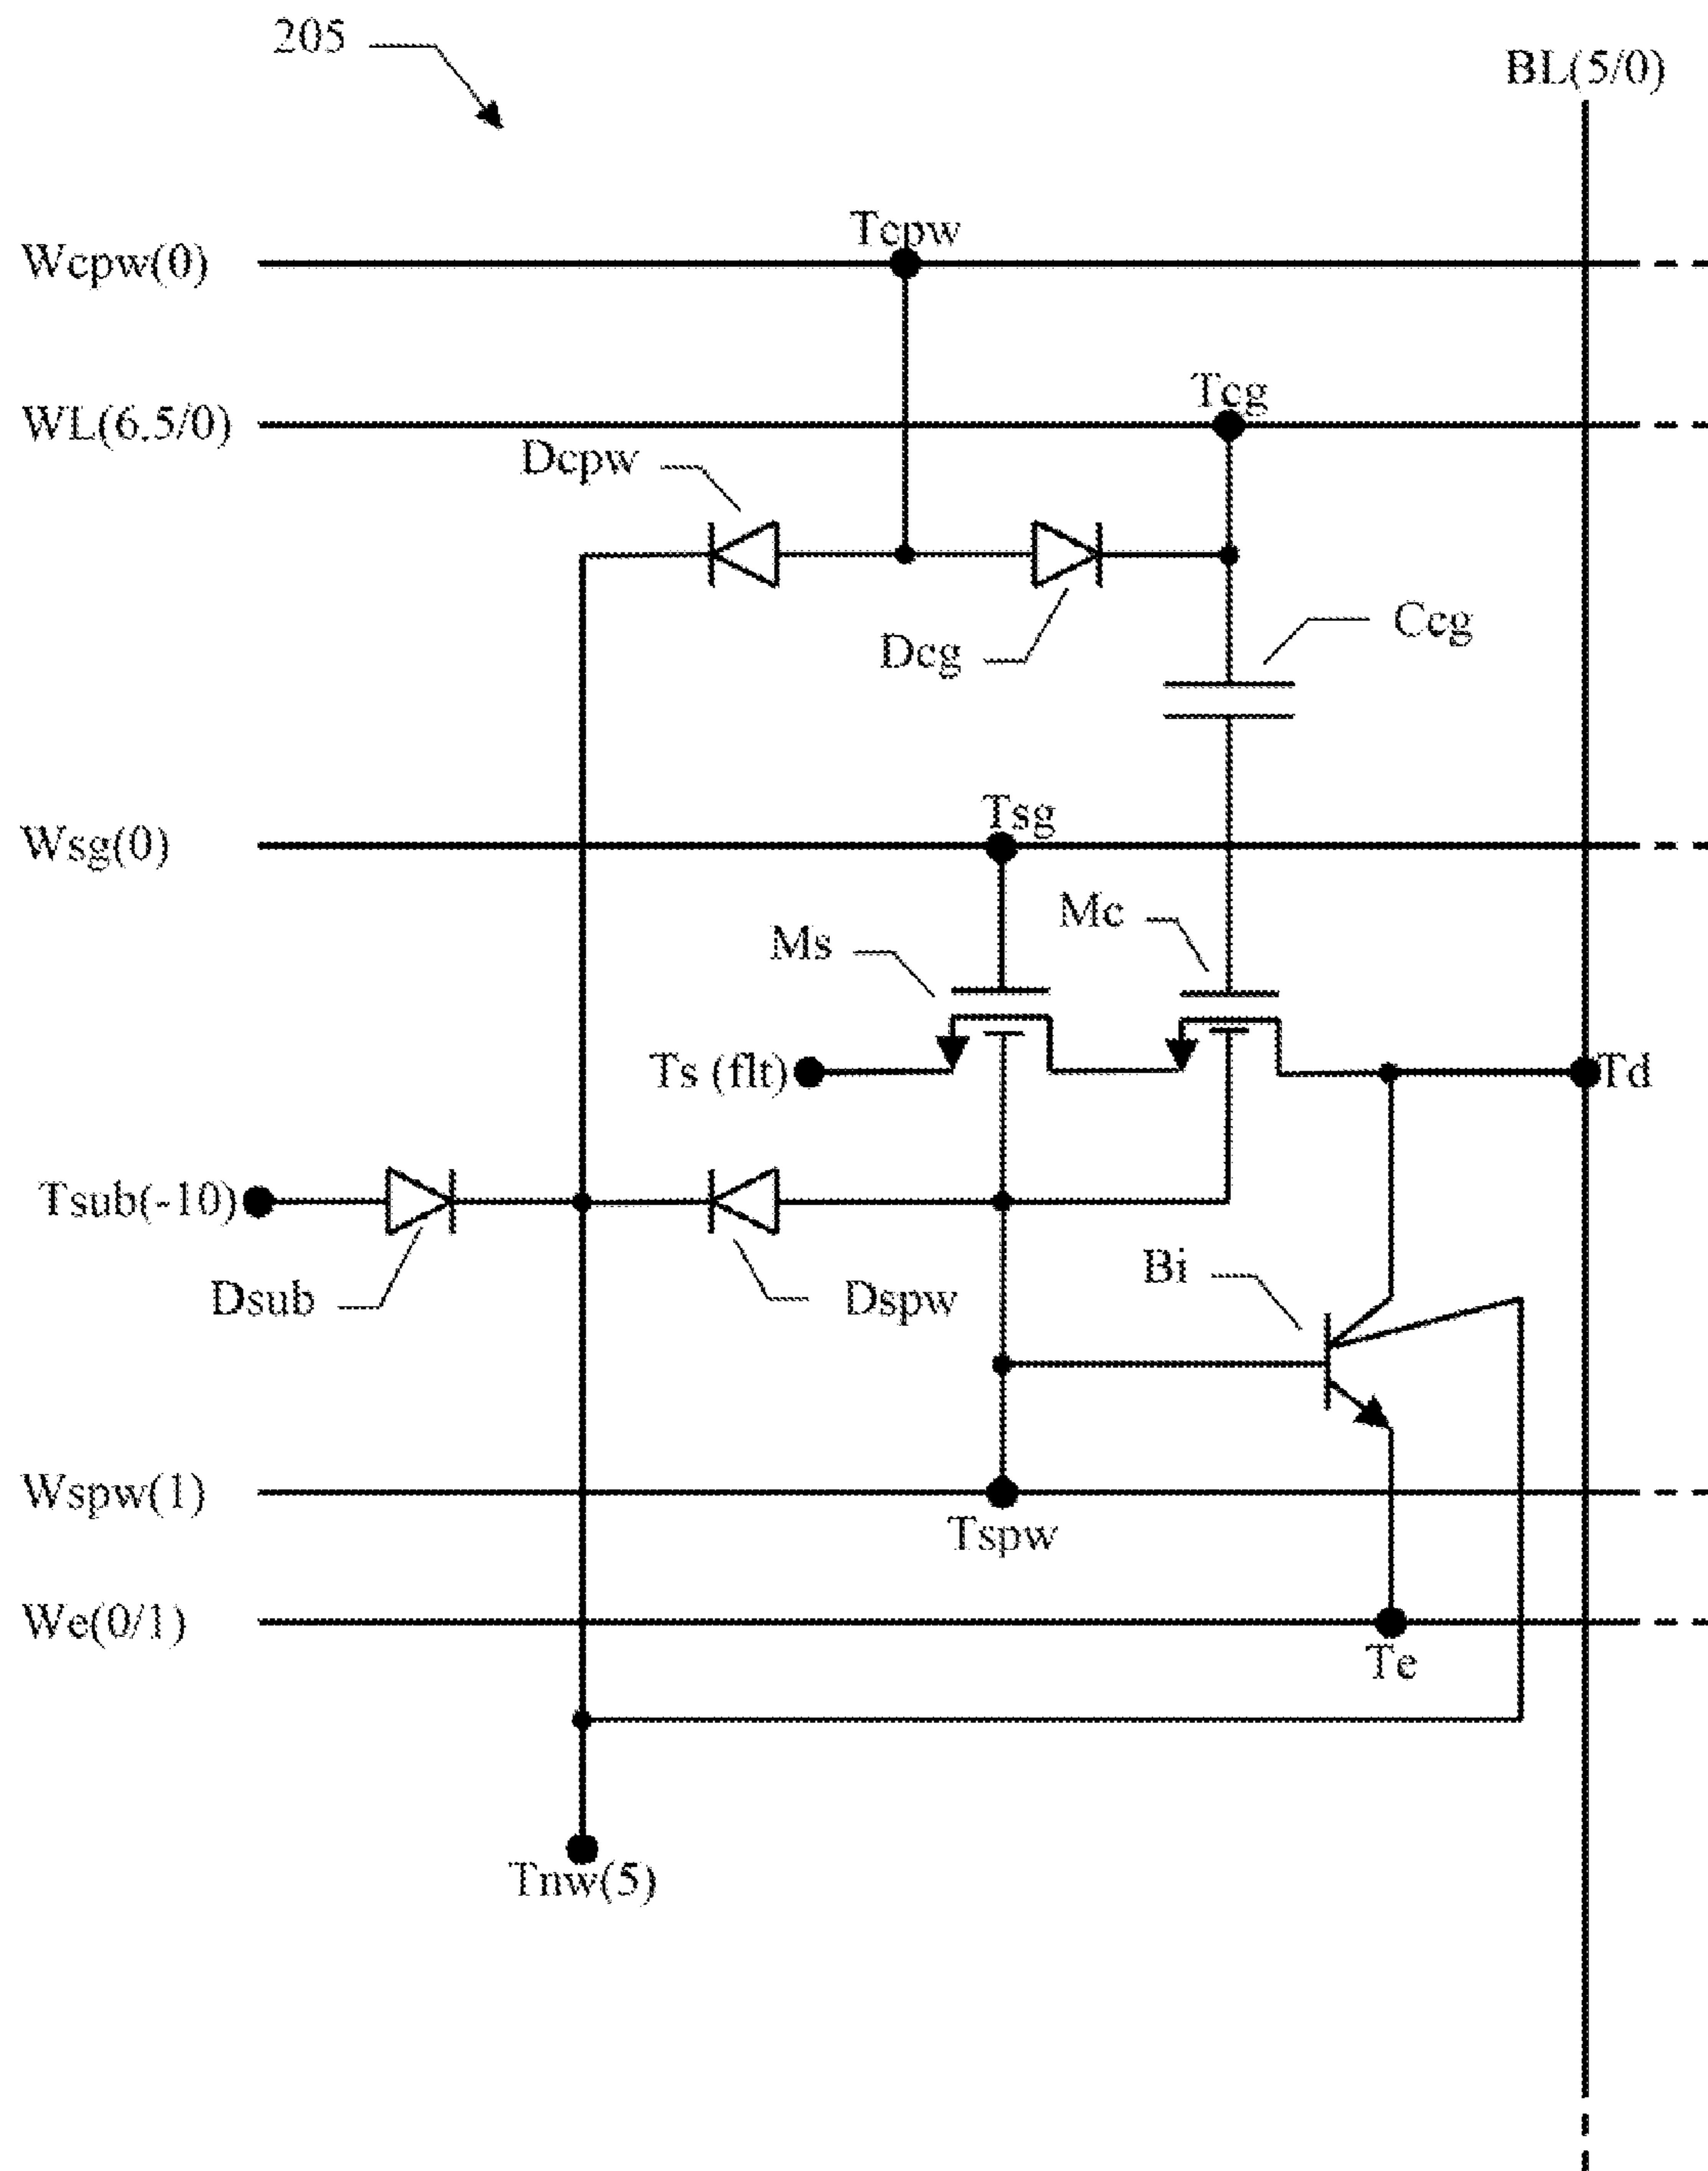 205
BL(5/0)
Tcpw
Wcpw(0)
Tcg
WL(6.5/0)
Dcpw
Ccg
Dcg
Tsg
Wsg(0)
Mc
Ms
Ts (flt)
Td
Tsub(-10)
Bi
Dsub
Dspw
Wspw(1)
Tspw
We(0/1)
Te
Tnw(5)